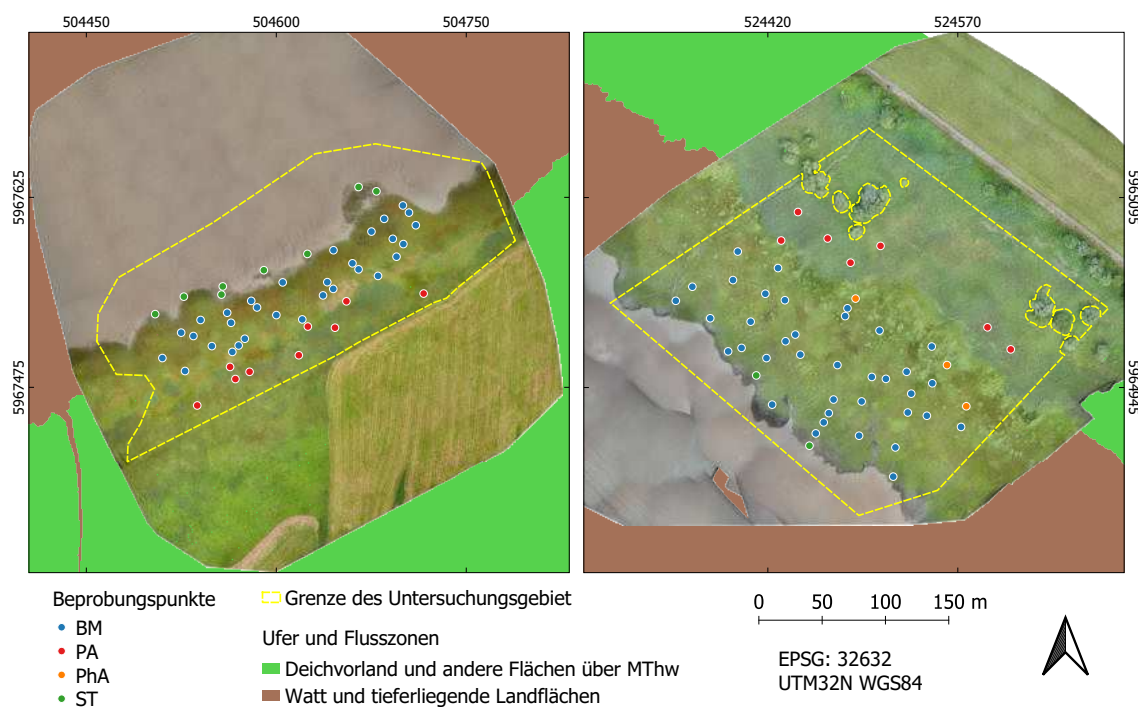 504450 504600 504750 524420 524570
5967625
5967475
5965095
5964945
Beprobungspunkte
BM
PA
PhA
ST
Grenze des Untersuchungsgebiet
Ufer und Flusszonen
Deichvorland und andere Flächen über MThw
Watt und tieferliegende Landflächen
0 50 100 150 m
EPSG: 32632
UTM32N WGS84